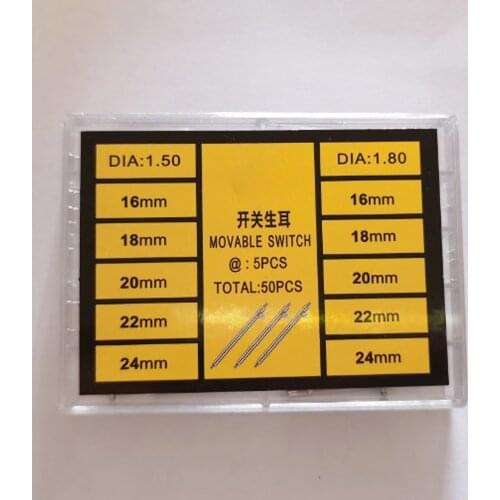 DIA:1.50
16mm
18mm
20mm
22mm
24mm
开关生耳
MOVABLE SWITCH
@ : 5PCS
TOTAL:50PCS
DIA:1.80
16mm
18mm
20mm
22mm
24mm